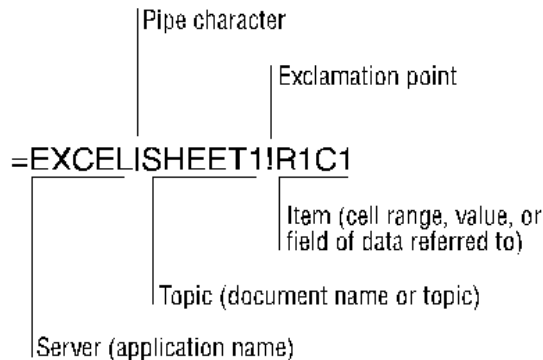 Pipe character
Exclamation point
=EXCEL|SHEET1!R1C1
Item (cell range, value, or
field of data referred to)
Topic (document name or topic)
Server (application name)